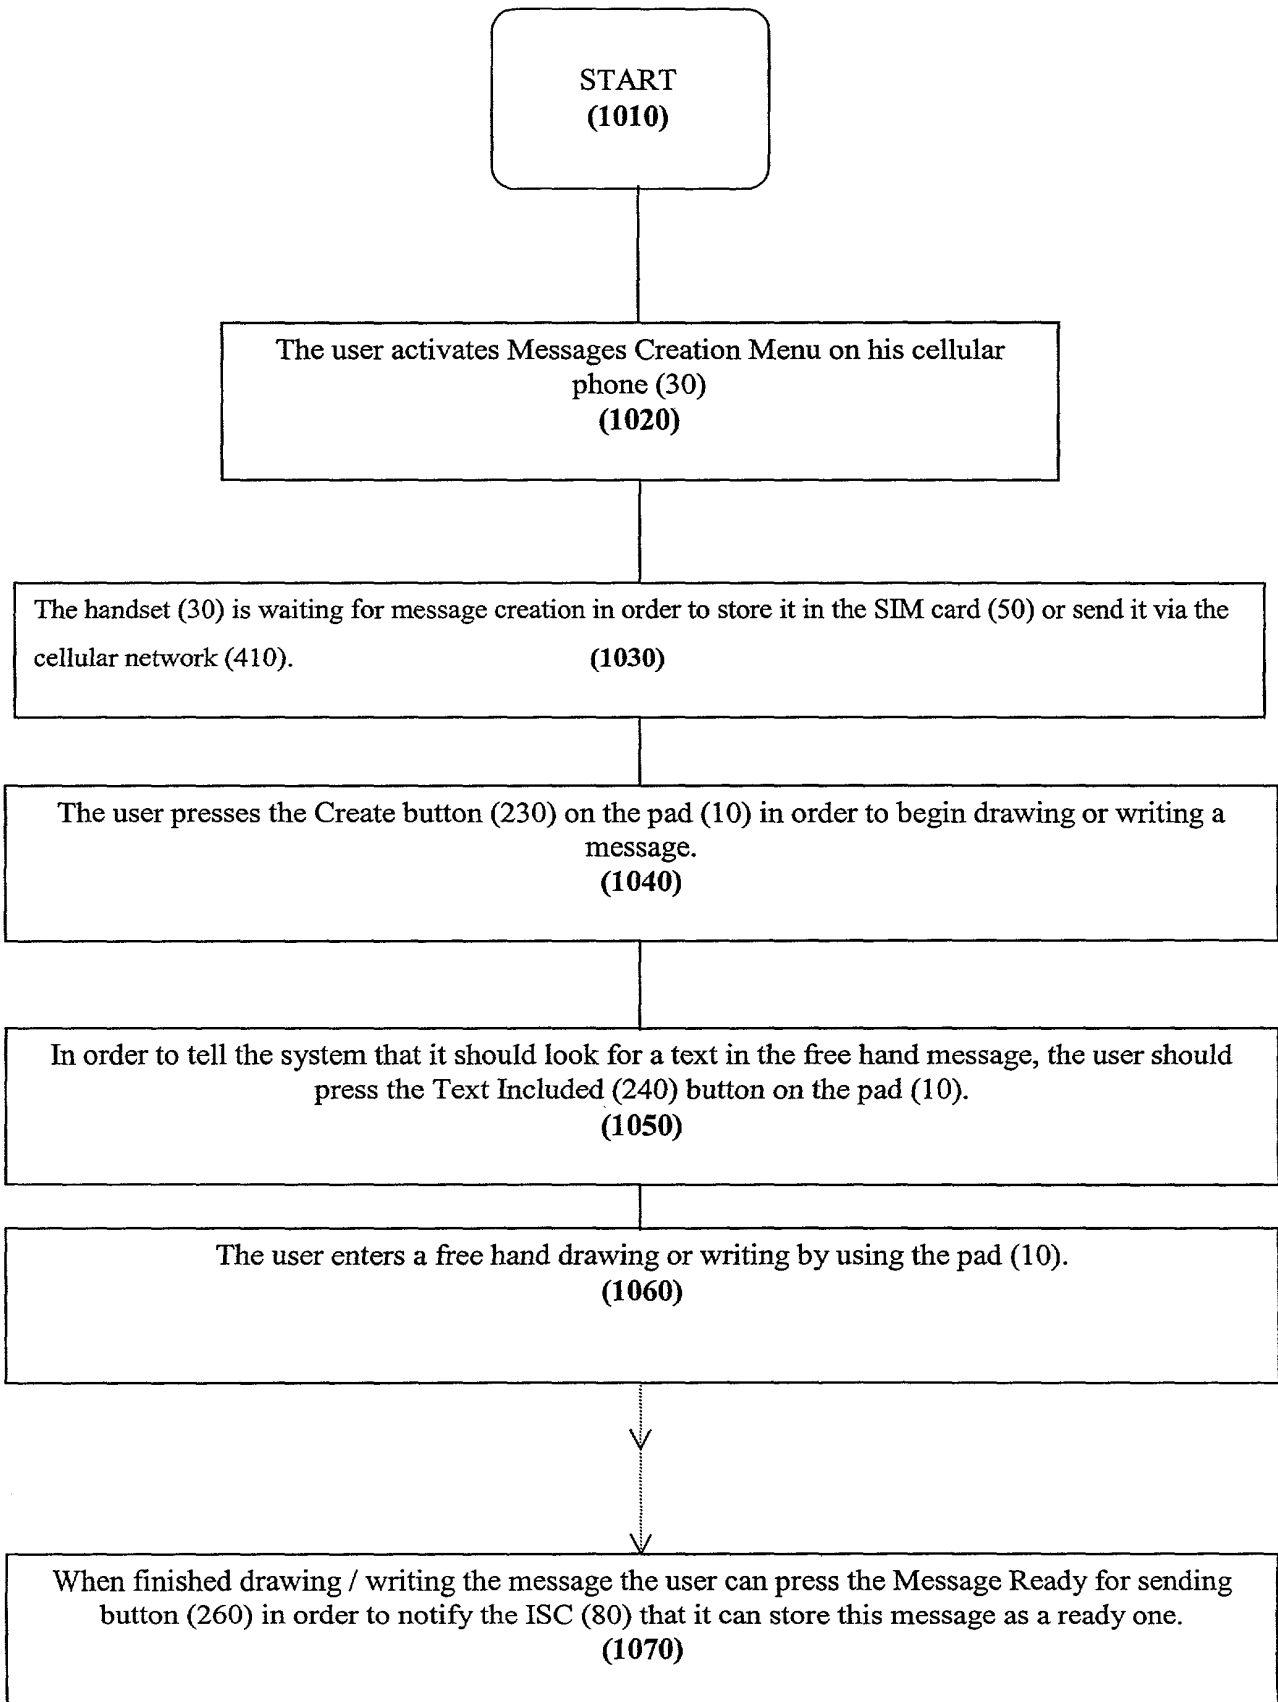 START
(1010)
The user activates Messages Creation Menu on his cellular
phone (30)
(1020)
The handset (30) is waiting for message creation in order to store it in the SIM card (50) or send it via the
cellular network (410). (1030)
The user presses the Create button (230) on the pad (10) in order to begin drawing or writing a
message.
(1040)
In order to tell the system that it should look for a text in the free hand message, the user should
press the Text Included (240) button on the pad (10).
(1050)
The user enters a free hand drawing or writing by using the pad (10).
(1060)
When finished drawing / writing the message the user can press the Message Ready for sending
button (260) in order to notify the ISC (80) that it can store this message as a ready one.
(1070)